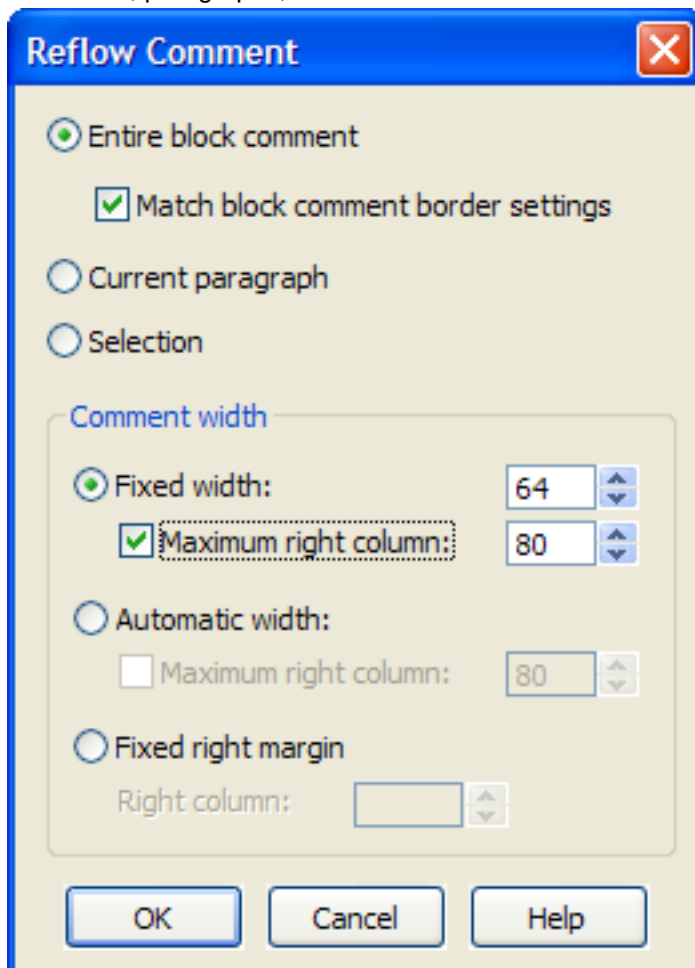 Reflow Comment
Entire block comment
Match block comment border settings
Current paragraph
Selection
Comment width
Fixed width: 64
Maximum right column: 80
Automatic width:
Maximum right column: 80
Fixed right margin
Right column:
OK Cancel Help